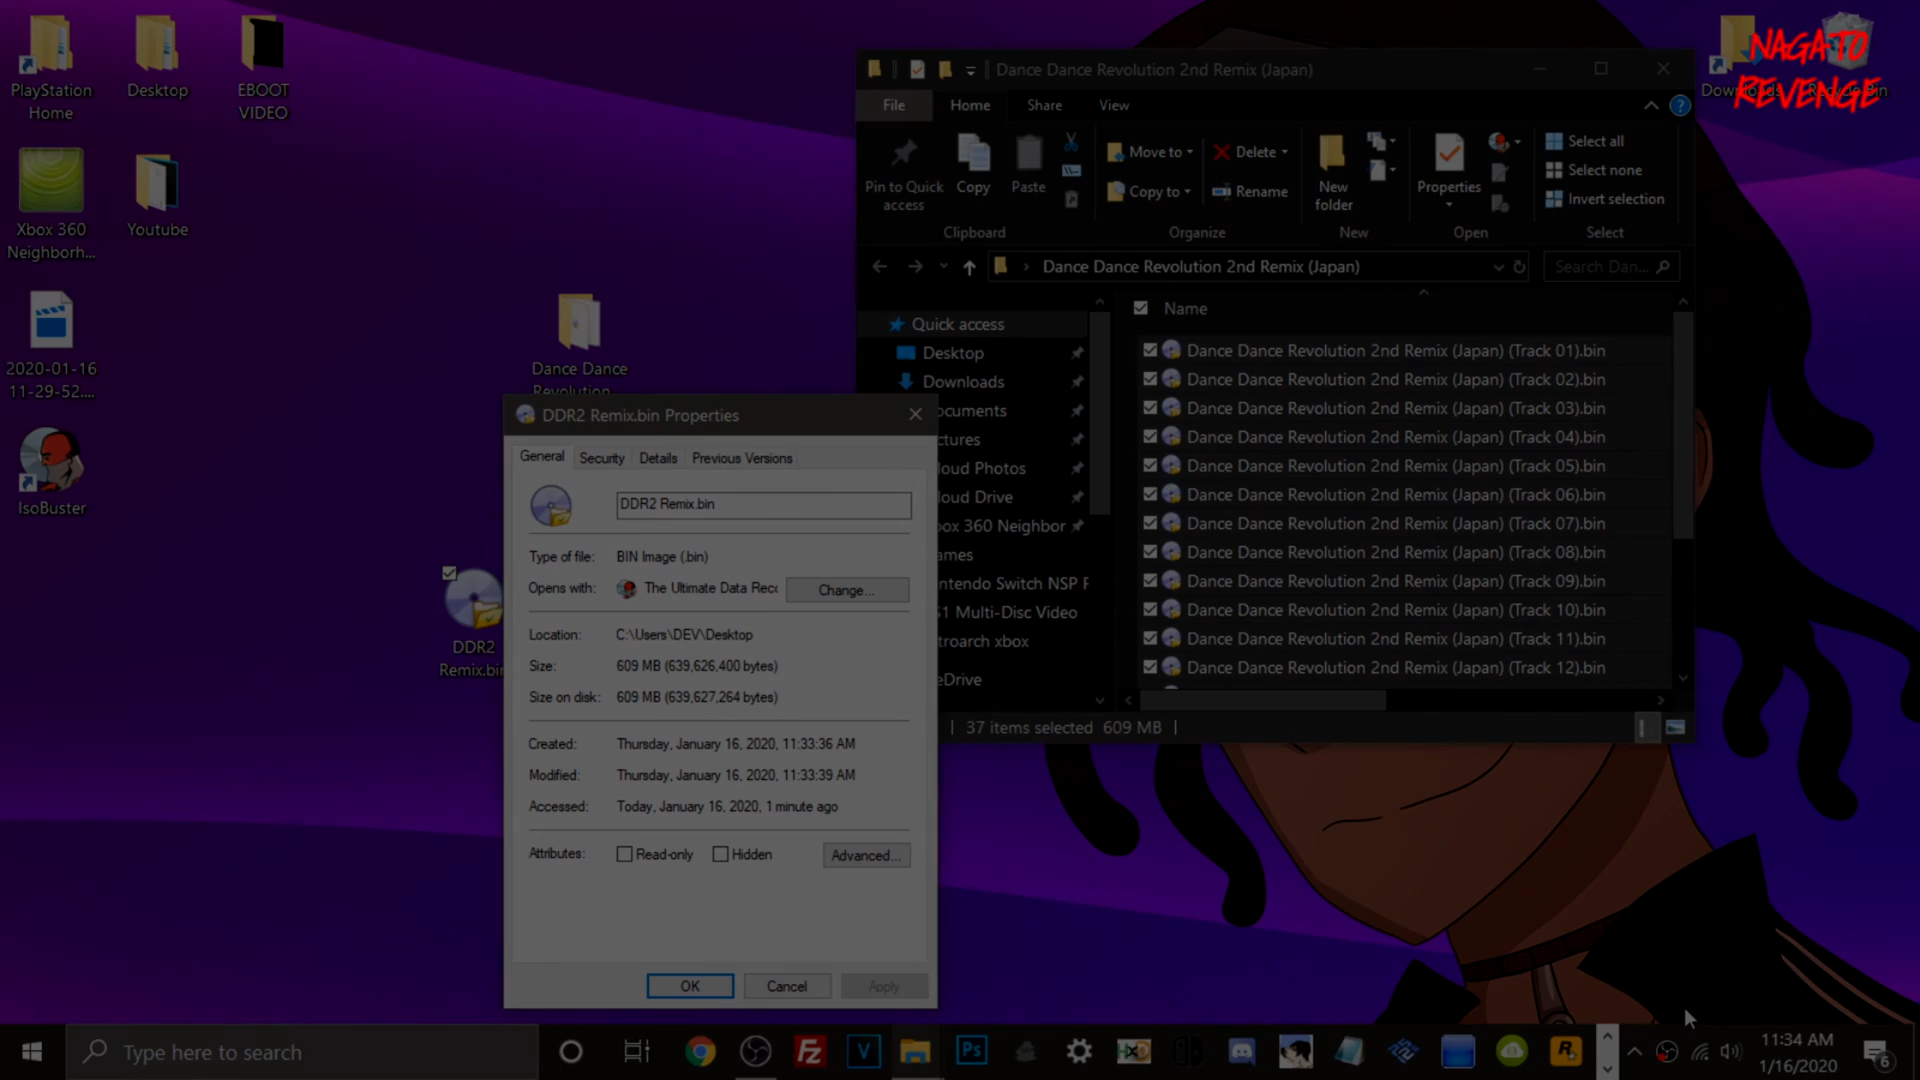 PlayStation
Home
Desktop
EBOOT
VIDEO
Xbox 360
Neighborh...
Youtube
2020-01-16
11-29-52....
IsoBuster
Dance Dance
Revolution
DDR2
Remix.bin
NAGATO
REVENGE
Downloads
Recycle Bin
Dance Dance Revolution 2nd Remix (Japan)
File
Home
Share
View
Pin to Quick
access
Copy
Paste
Move to
Copy to
Delete
Rename
New
folder
Properties
Select all
Select none
Invert selection
Clipboard
Organize
New
Open
Select
Dance Dance Revolution 2nd Remix (Japan)
Search Dan...
Name
Quick access
Desktop
Downloads
ocuments
ctures
loud Photos
loud Drive
box 360 Neighbor
ames
ntendo Switch NSP F
S1 Multi-Disc Video
troarch xbox
eDrive
Dance Dance Revolution 2nd Remix (Japan) (Track 01).bin
Dance Dance Revolution 2nd Remix (Japan) (Track 02).bin
Dance Dance Revolution 2nd Remix (Japan) (Track 03).bin
Dance Dance Revolution 2nd Remix (Japan) (Track 04).bin
Dance Dance Revolution 2nd Remix (Japan) (Track 05).bin
Dance Dance Revolution 2nd Remix (Japan) (Track 06).bin
Dance Dance Revolution 2nd Remix (Japan) (Track 07).bin
Dance Dance Revolution 2nd Remix (Japan) (Track 08).bin
Dance Dance Revolution 2nd Remix (Japan) (Track 09).bin
Dance Dance Revolution 2nd Remix (Japan) (Track 10).bin
Dance Dance Revolution 2nd Remix (Japan) (Track 11).bin
Dance Dance Revolution 2nd Remix (Japan) (Track 12).bin
37 items selected 609 MB
DDR2 Remix.bin Properties
General
Security
Details
Previous Versions
DDR2 Remix.bin
Type of file: BIN Image (.bin)
Opens with: The Ultimate Data Reco
Change...
Location: C:\Users\DEV\Desktop
Size: 609 MB (639,626,400 bytes)
Size on disk: 609 MB (639,627,264 bytes)
Created: Thursday, January 16, 2020, 11:33:36 AM
Modified: Thursday, January 16, 2020, 11:33:39 AM
Accessed: Today, January 16, 2020, 1 minute ago
Attributes: Read-only Hidden
Advanced...
OK
Cancel
Apply
Type here to search
Fz
V
Ps
R
11:34 AM
1/16/2020
6